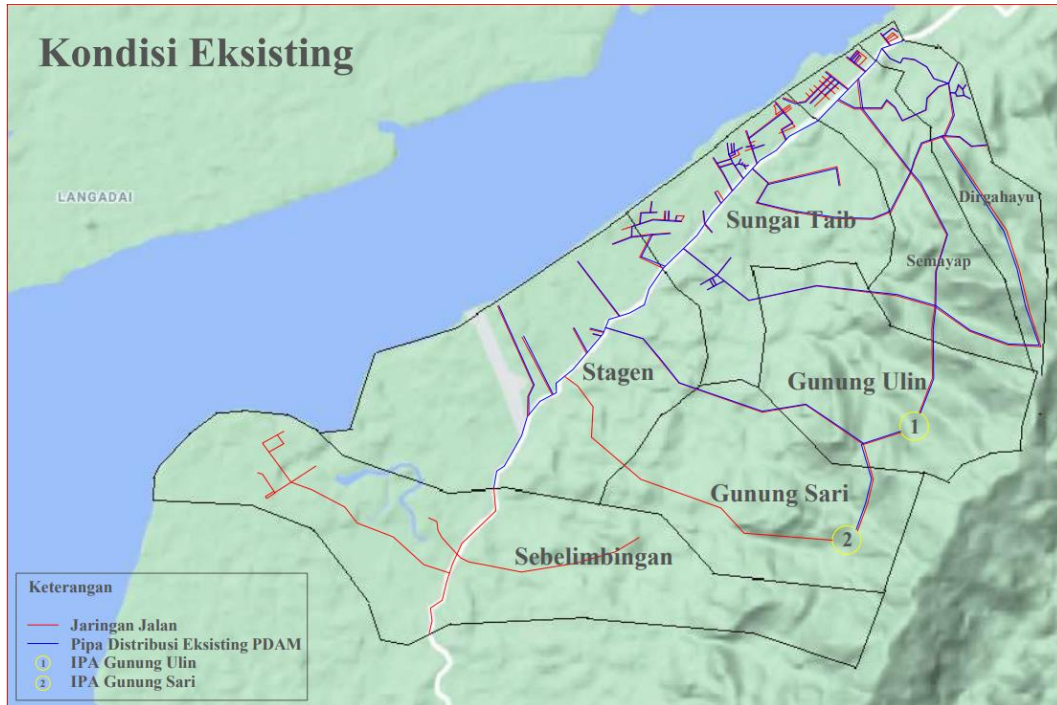 Kondisi Eksisting
LANGADAI
Dirgahayu
Sungai Taib
Semayap
Stagen
Gunung Ulin
1
Gunung Sari
2
Sebelimbingan
Keterangan
Jaringan Jalan
Pipa Distribusi Eksisting PDAM
1 IPA Gunung Ulin
2 IPA Gunung Sari